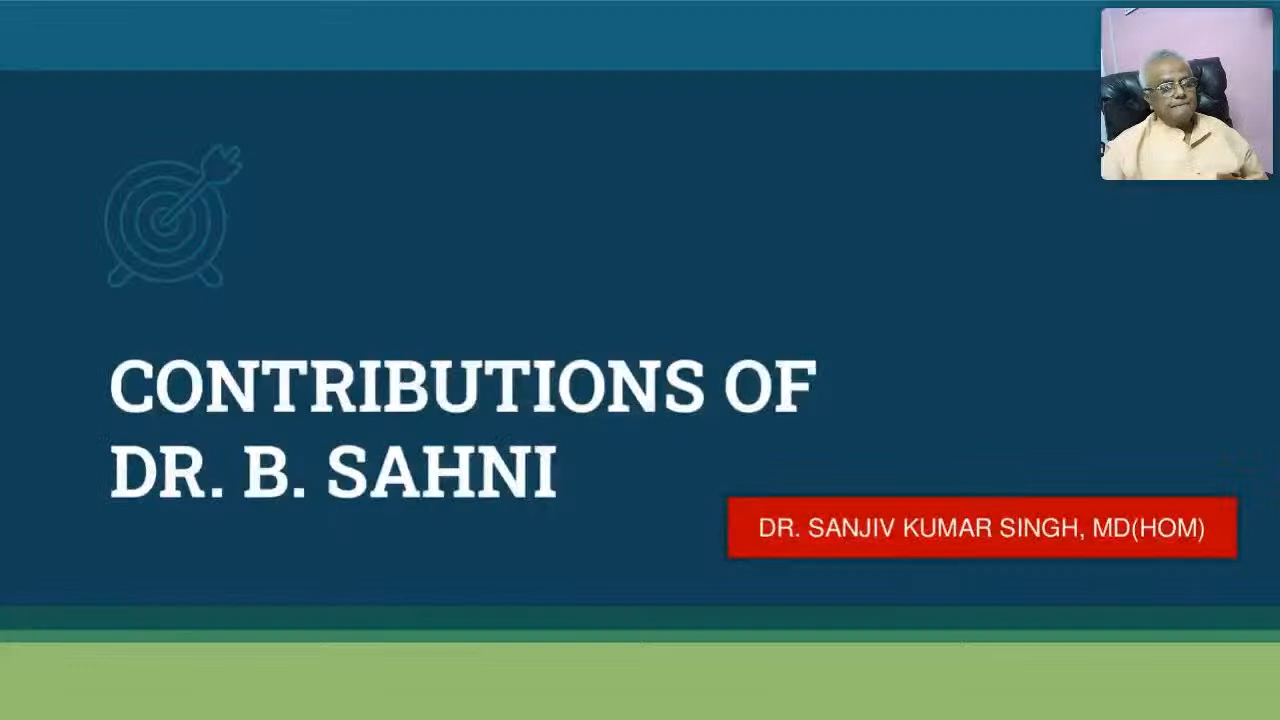 CONTRIBUTIONS OF
DR. B. SAHNI
DR. SANJIV KUMAR SINGH, MD(HOM)